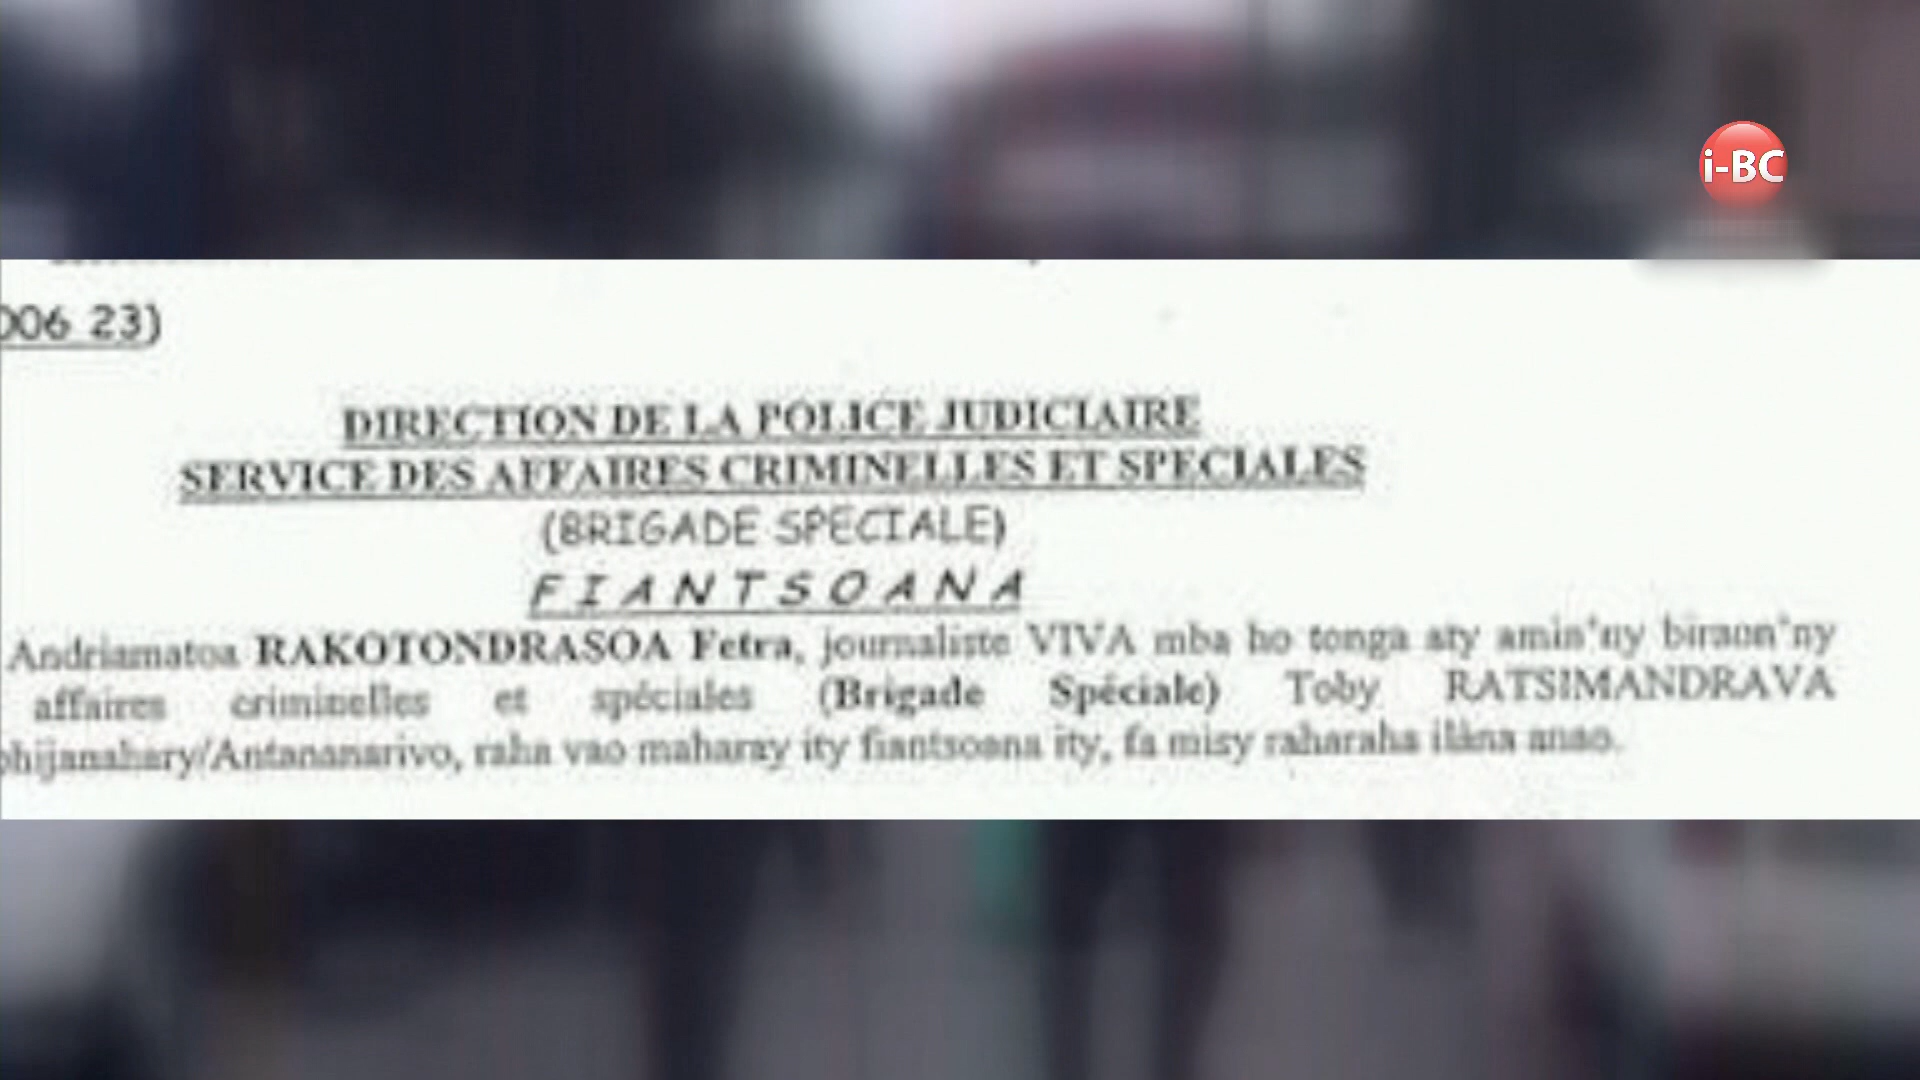 i-BC
006 23)
DIRECTION DE LA POLICE JUDICIAIRE
SERVICE DES AFFAIRES CRIMINELLES ET SPECIALES
(BRIGADE SPECIALE)
FIANTSOANA
Andriamatoa RAKOTONDRASOA Fetra, journaliste VIVA mba ho tonga aty amin'ny biraon'ny
affaires criminelles et spéciales (Brigade Spéciale) Toby RATSIMANDRAVA
phijanahary/Antananarivo, raha vao maharay ity fiantsoana ity, fa misy raharaha ilàna anao.